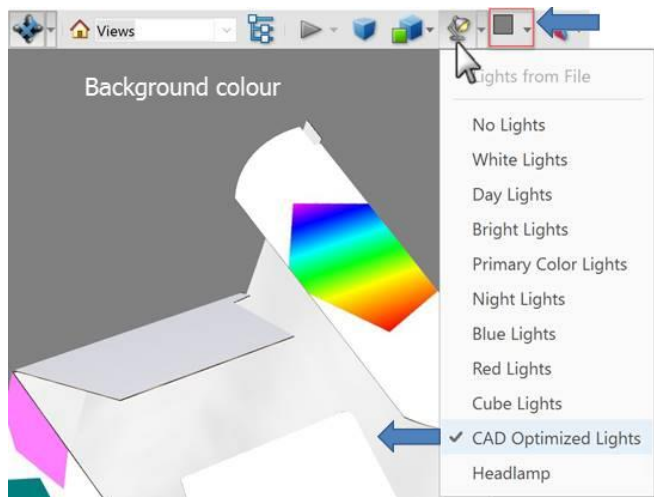 Views
Background colour
Lights from File
No Lights
White Lights
Day Lights
Bright Lights
Primary Color Lights
Night Lights
Blue Lights
Red Lights
Cube Lights
CAD Optimized Lights
Headlamp